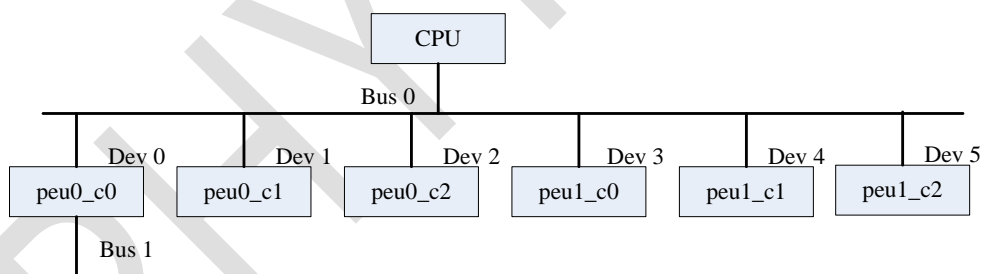 CPU
Bus 0
Dev 0 Dev 1 Dev 2 Dev 3 Dev 4 Dev 5
peu0_c0 peu0_c1 peu0_c2 peu1_c0 peu1_c1 peu1_c2
Bus 1